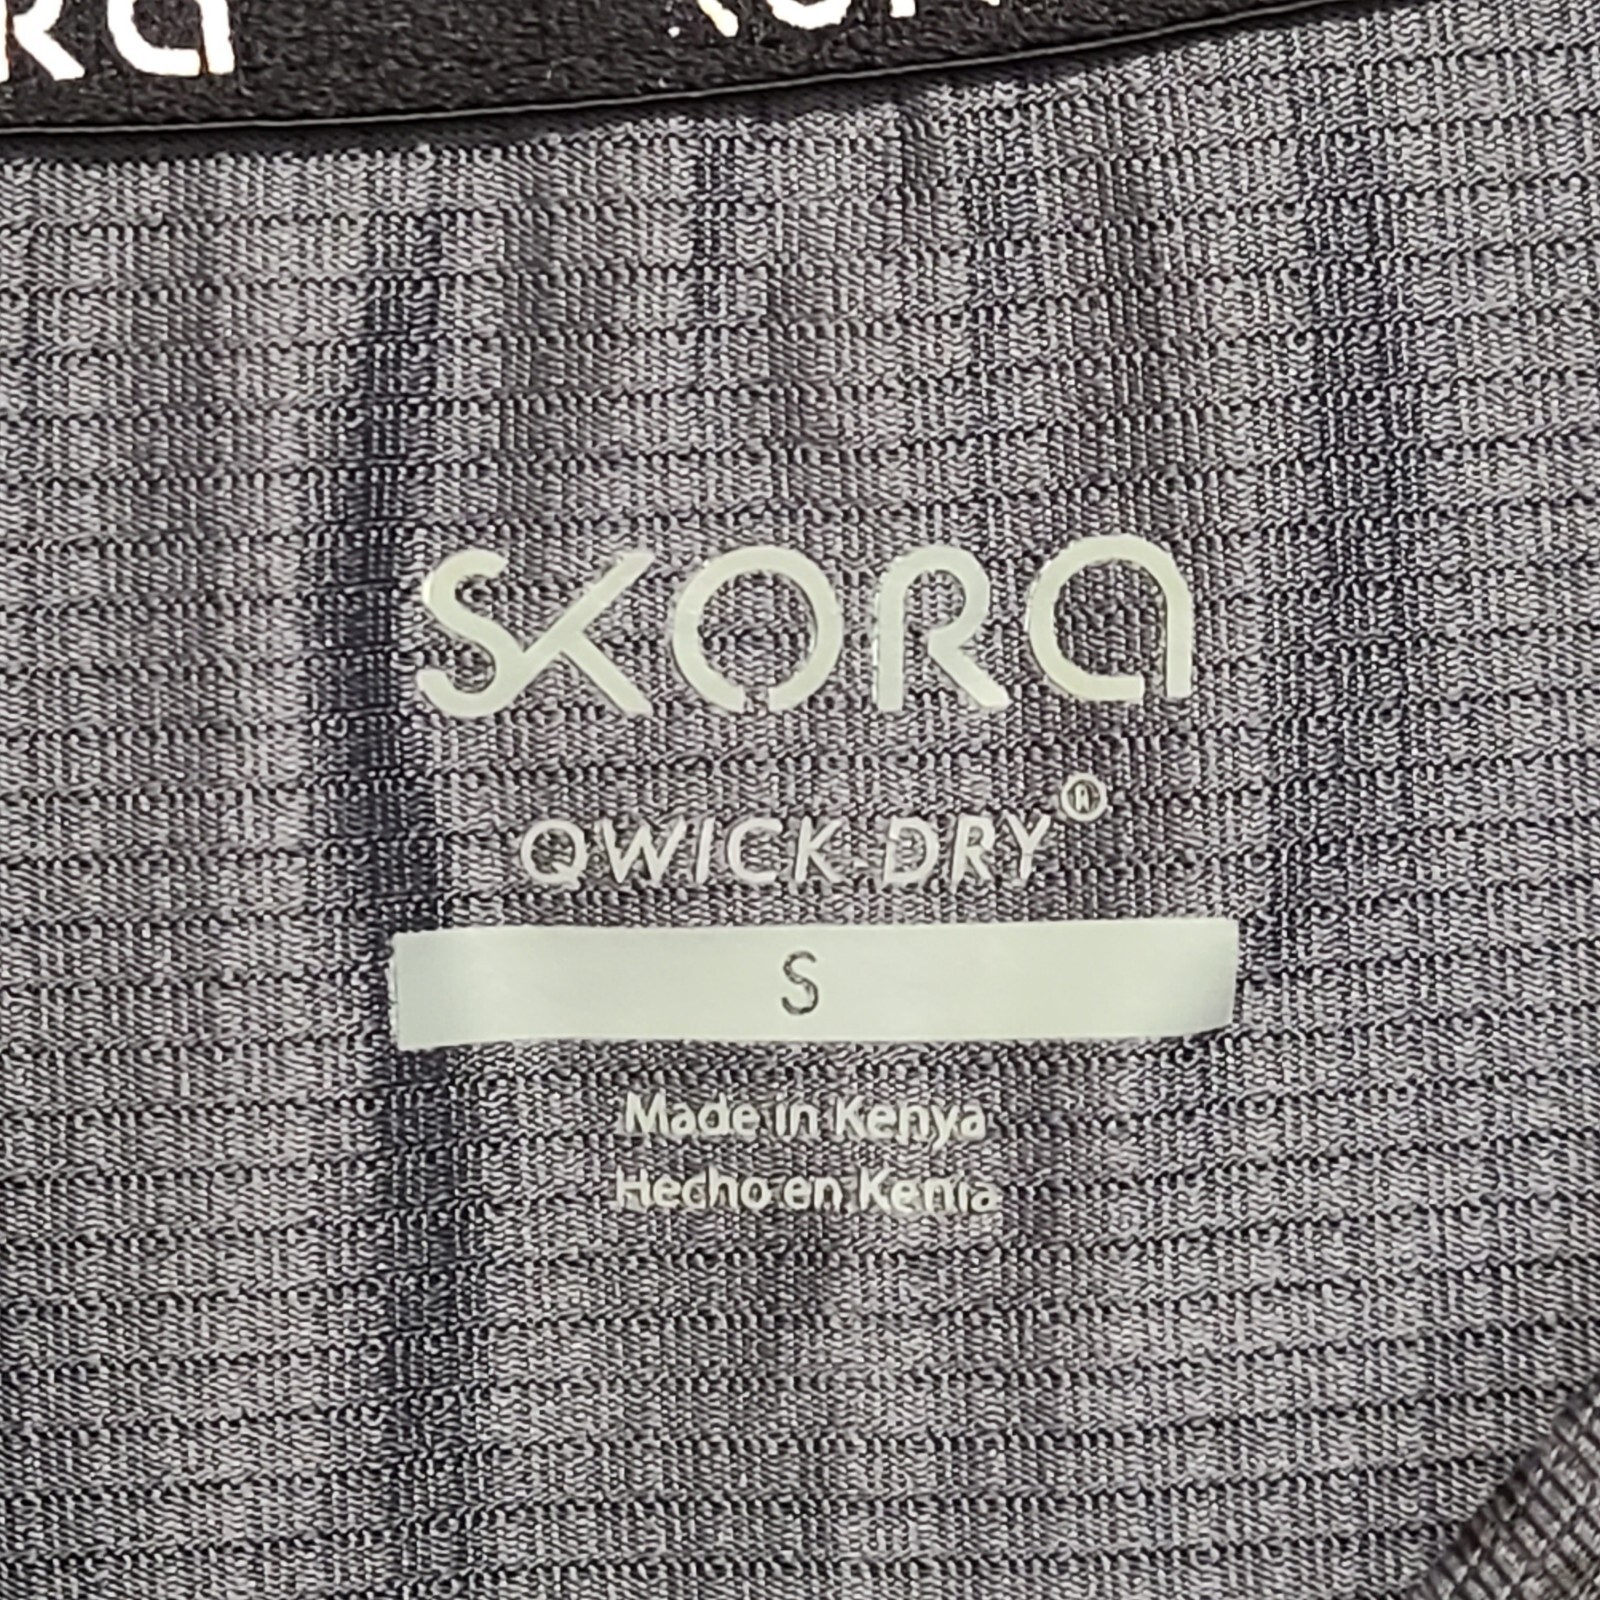 SKORA
QWICK DRY®
S
Made in Kenya
Hecho en Kenia